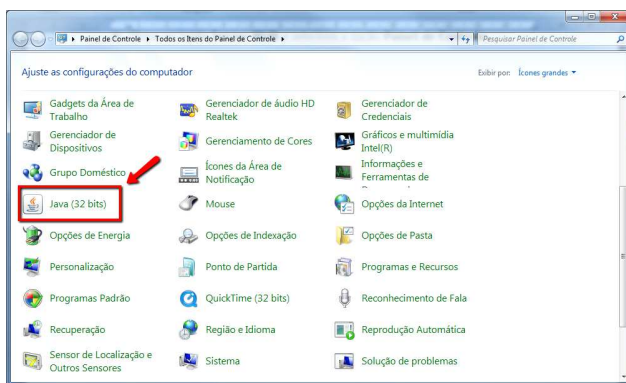 Painel de Controle Todos os Itens do Painel de Controle Pesquisar Painel de Controle
Ajuste as configurações do computador Exibir por: Ícones grandes
Gadgets da Área de Trabalho
Gerenciador de áudio HD Realtek
Gerenciador de Credenciais
Gerenciador de Dispositivos
Gerenciamento de Cores
Gráficos e multimídia Intel(R)
Grupo Doméstico
Ícones da Área de Notificação
Informações e Ferramentas de
Java (32 bits)
Mouse
Opções da Internet
Opções de Energia
Opções de Indexação
Opções de Pasta
Personalização
Ponto de Partida
Programas e Recursos
Programas Padrão
QuickTime (32 bits)
Reconhecimento de Fala
Recuperação
Região e Idioma
Reprodução Automática
Sensor de Localização e Outros Sensores
Sistema
Solução de problemas